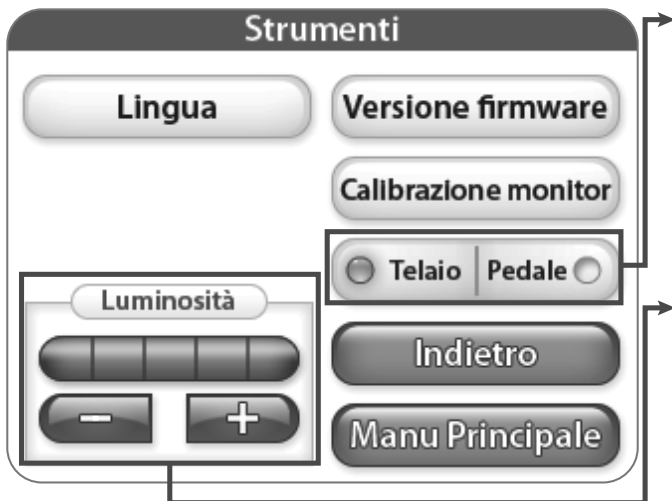 Strumenti
Lingua
Versione firmware
Calibrazione monitor
Telaio Pedale
Luminosità
Indietro
Manu Principale